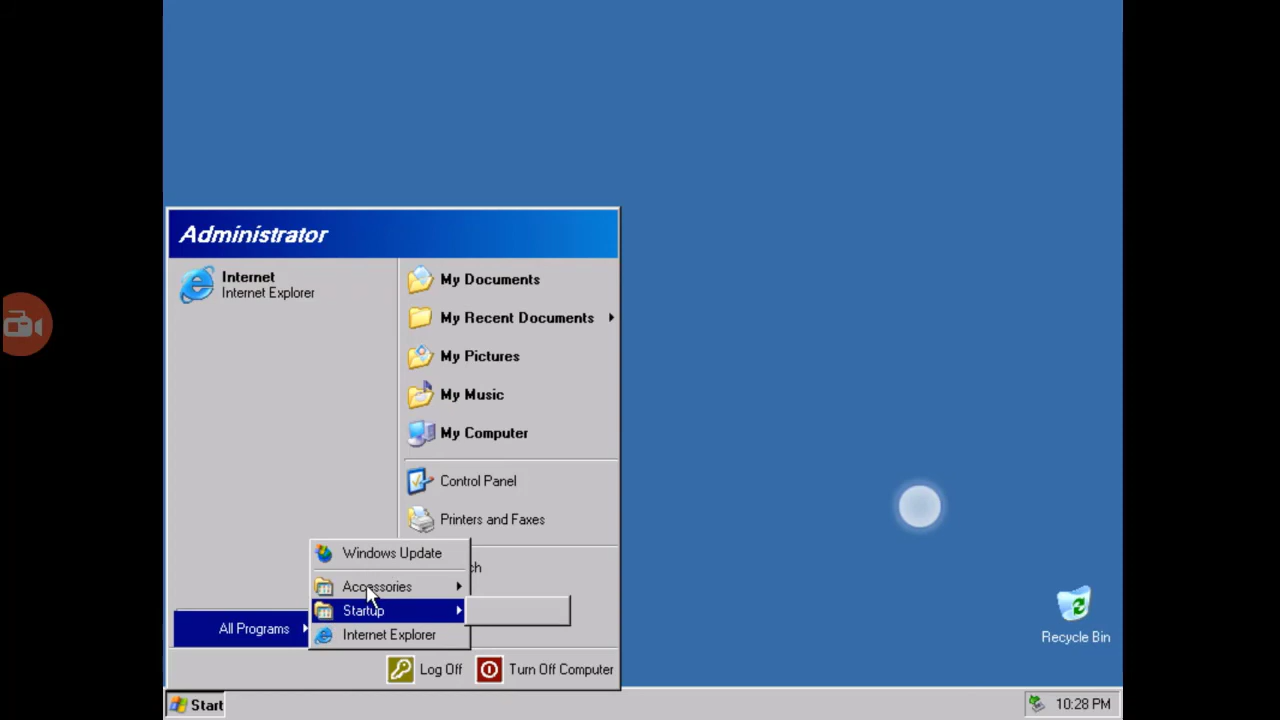 Administrator
Internet
Internet Explorer
My Documents
My Recent Documents
My Pictures
My Music
My Computer
Control Panel
Printers and Faxes
ch
Windows Update
Accessories
Startup
Internet Explorer
All Programs
Log Off
Turn Off Computer
Recycle Bin
Start
10:28 PM